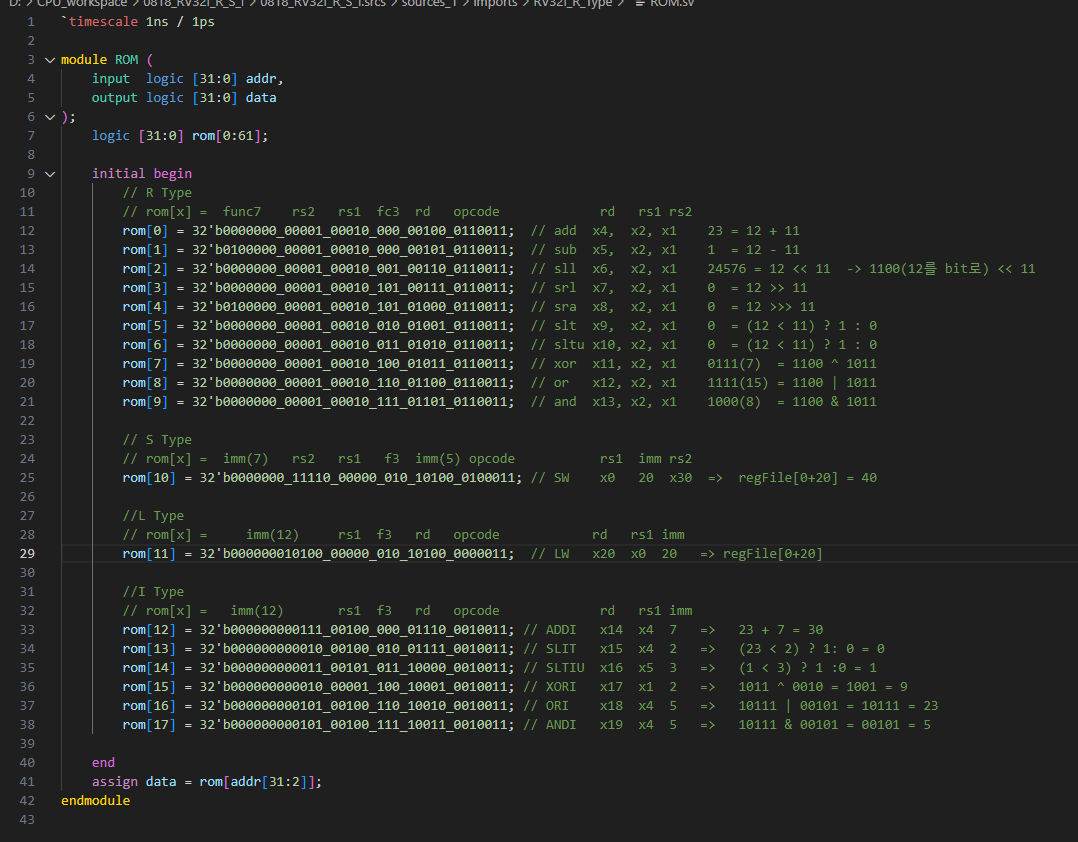 D: > CPU_workspace > 0818_RV32I_R_S_I > 0818_RV32I_R_S_I.srcs > sources_1 > imports > RV32I_R_Type > ROM.sv
1 `timescale 1ns / 1ps
2
3 module ROM (
4 input  logic [31:0] addr,
5 output logic [31:0] data
6 );
7 logic [31:0] rom[0:61];
8
9 initial begin
10 // R Type
11 // rom[x] =  func7    rs2   rs1  fc3  rd   opcode             rd   rs1 rs2
12 rom[0] = 32'b0000000_00001_00010_000_00100_0110011;  // add  x4,  x2, x1    23 = 12 + 11
13 rom[1] = 32'b0100000_00001_00010_000_00101_0110011;  // sub  x5,  x2, x1    1  = 12 - 11
14 rom[2] = 32'b0000000_00001_00010_001_00110_0110011;  // sll  x6,  x2, x1    24576 = 12 << 11  -> 1100(12를 bit로) << 11
15 rom[3] = 32'b0000000_00001_00010_101_00111_0110011;  // srl  x7,  x2, x1    0  = 12 >> 11
16 rom[4] = 32'b0100000_00001_00010_101_01000_0110011;  // sra  x8,  x2, x1    0  = 12 >>> 11
17 rom[5] = 32'b0000000_00001_00010_010_01001_0110011;  // slt  x9,  x2, x1    0  = (12 < 11) ? 1 : 0
18 rom[6] = 32'b0000000_00001_00010_011_01010_0110011;  // sltu x10, x2, x1    0  = (12 < 11) ? 1 : 0
19 rom[7] = 32'b0000000_00001_00010_100_01011_0110011;  // xor  x11, x2, x1    0111(7)  = 1100 ^ 1011
20 rom[8] = 32'b0000000_00001_00010_110_01100_0110011;  // or   x12, x2, x1    1111(15) = 1100 | 1011
21 rom[9] = 32'b0000000_00001_00010_111_01101_0110011;  // and  x13, x2, x1    1000(8)  = 1100 & 1011
22
23 // S Type
24 // rom[x] =  imm(7)   rs2   rs1   f3  imm(5) opcode           rs1  imm rs2
25 rom[10] = 32'b0000000_11110_00000_010_10100_0100011; // SW     x0   20  x30  =>  regFile[0+20] = 40
26
27 //L Type
28 // rom[x] =     imm(12)     rs1  f3   rd   opcode            rd   rs1 imm
29 rom[11] = 32'b000000010100_00000_010_10100_0000011;  // LW   x20  x0  20   => regFile[0+20]
30
31 //I Type
32 // rom[x] =   imm(12)       rs1  f3   rd   opcode             rd   rs1 imm
33 rom[12] = 32'b000000000111_00100_000_01110_0010011; // ADDI   x14  x4  7   =>   23 + 7 = 30
34 rom[13] = 32'b000000000010_00100_010_01111_0010011; // SLIT   x15  x4  2   =>   (23 < 2) ? 1: 0 = 0
35 rom[14] = 32'b000000000011_00101_011_10000_0010011; // SLTIU  x16  x5  3   =>   (1 < 3) ? 1 :0 = 1
36 rom[15] = 32'b000000000010_00001_100_10001_0010011; // XORI   x17  x1  2   =>   1011 ^ 0010 = 1001 = 9
37 rom[16] = 32'b000000000101_00100_110_10010_0010011; // ORI    x18  x4  5   =>   10111 | 00101 = 10111 = 23
38 rom[17] = 32'b000000000101_00100_111_10011_0010011; // ANDI   x19  x4  5   =>   10111 & 00101 = 00101 = 5
39
40 end
41 assign data = rom[addr[31:2]];
42 endmodule
43